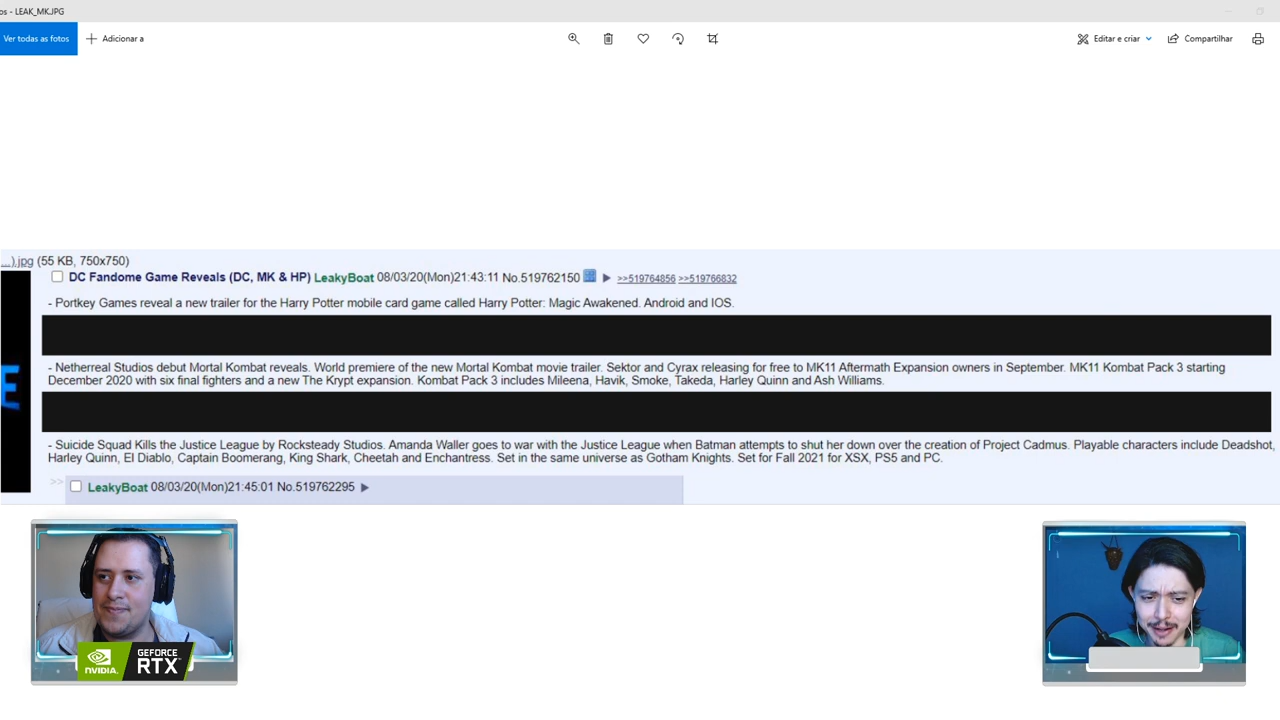 os - LEAK_MK.JPG
Ver todas as fotos
Adicionar a
Editar e criar
Compartilhar
...).jpg (55 KB, 750x750)
DC Fandome Game Reveals (DC, MK & HP) LeakyBoat 08/03/20(Mon)21:43:11 No.519762150 >>519764856 >>519766832
- Portkey Games reveal a new trailer for the Harry Potter mobile card game called Harry Potter: Magic Awakened. Android and IOS.
- Netherreal Studios debut Mortal Kombat reveals. World premiere of the new Mortal Kombat movie trailer. Sektor and Cyrax releasing for free to MK11 Aftermath Expansion owners in September. MK11 Kombat Pack 3 starting
December 2020 with six final fighters and a new The Krypt expansion. Kombat Pack 3 includes Mileena, Havik, Smoke, Takeda, Harley Quinn and Ash Williams.
E
- Suicide Squad Kills the Justice League by Rocksteady Studios. Amanda Waller goes to war with the Justice League when Batman attempts to shut her down over the creation of Project Cadmus. Playable characters include Deadshot,
Harley Quinn, El Diablo, Captain Boomerang, King Shark, Cheetah and Enchantress. Set in the same universe as Gotham Knights. Set for Fall 2021 for XSX, PS5 and PC.
>> LeakyBoat 08/03/20(Mon)21:45:01 No.519762295
NVIDIA.
GEFORCE
RTX